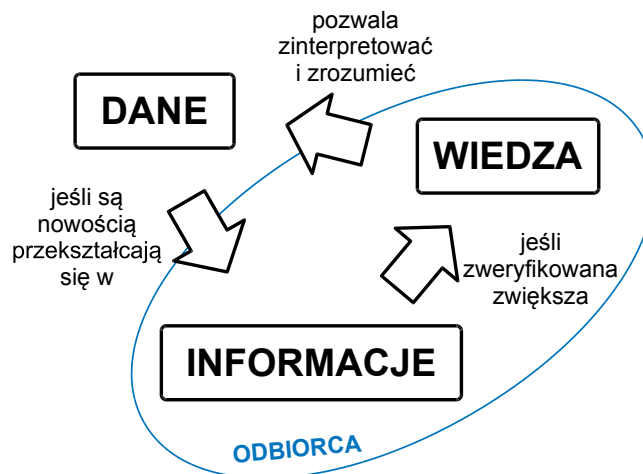 pozwala
zinterpretować
i zrozumieć
DANE
WIEDZA
jeśli są
nowością
przekształcają
się w
jeśli
zweryfikowana
zwiększa
INFORMACJE
ODBIORCA